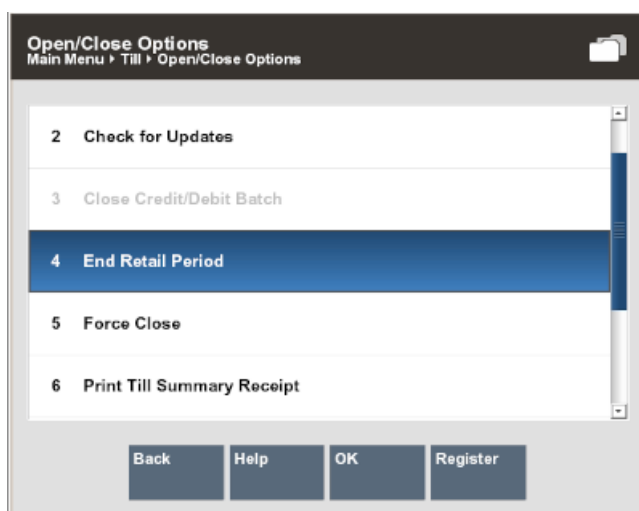 Open/Close Options
Main Menu ▸ Till ▸ Open/Close Options
2 Check for Updates
3 Close Credit/Debit Batch
4 End Retail Period
5 Force Close
6 Print Till Summary Receipt
Back Help OK Register